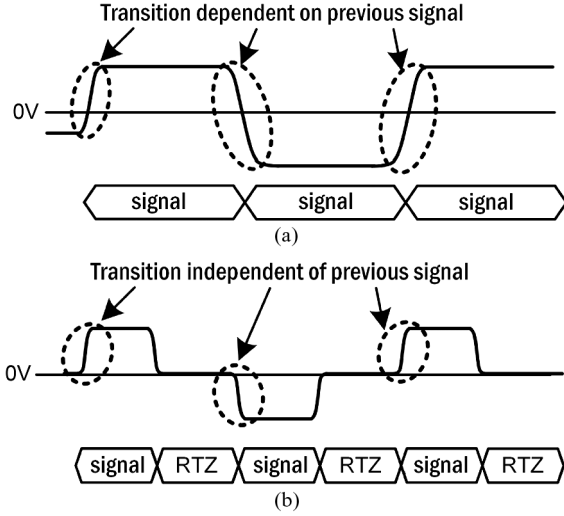 Transition dependent on previous signal
0V
signal signal signal
(a)
Transition independent of previous signal
0V
signal RTZ signal RTZ signal RTZ
(b)